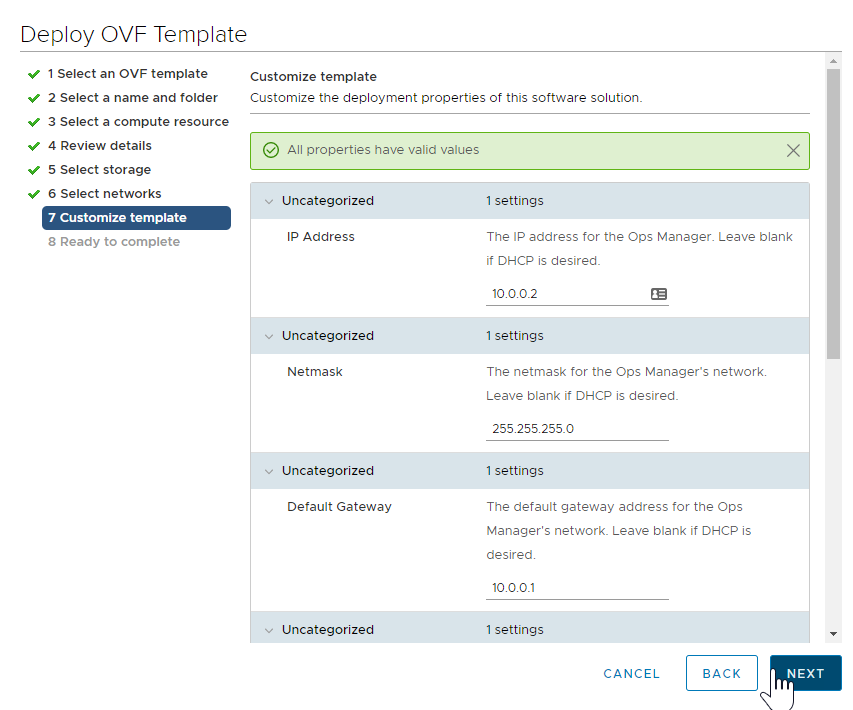 Deploy OVF Template
1 Select an OVF template
2 Select a name and folder
3 Select a compute resource
4 Review details
5 Select storage
6 Select networks
7 Customize template
8 Ready to complete
Customize template
Customize the deployment properties of this software solution.
All properties have valid values
Uncategorized 1 settings
IP Address The IP address for the Ops Manager. Leave blank
if DHCP is desired.
10.0.0.2
Uncategorized 1 settings
Netmask The netmask for the Ops Manager's network.
Leave blank if DHCP is desired.
255.255.255.0
Uncategorized 1 settings
Default Gateway The default gateway address for the Ops
Manager's network. Leave blank if DHCP is
desired.
10.0.0.1
Uncategorized 1 settings
CANCEL BACK NEXT